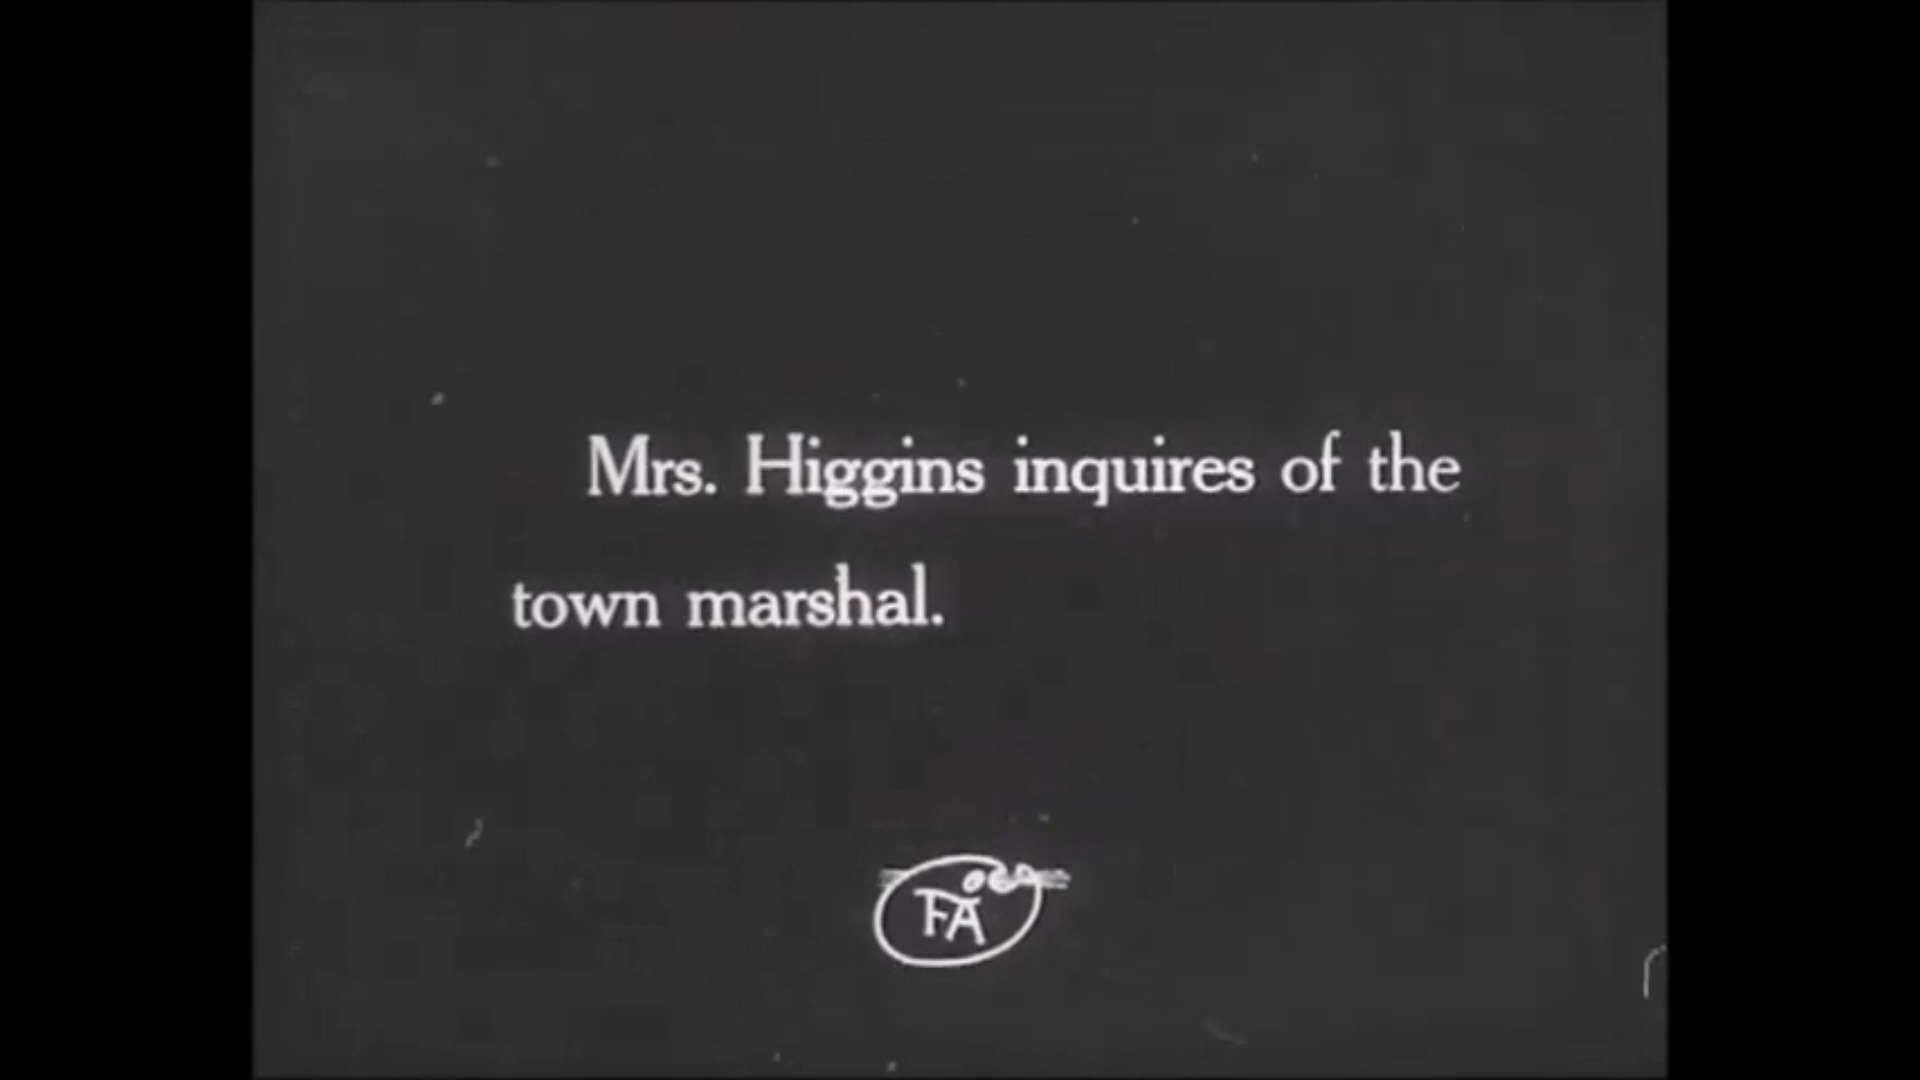 Mrs. Higgins inquires of the
town marshal.
FA